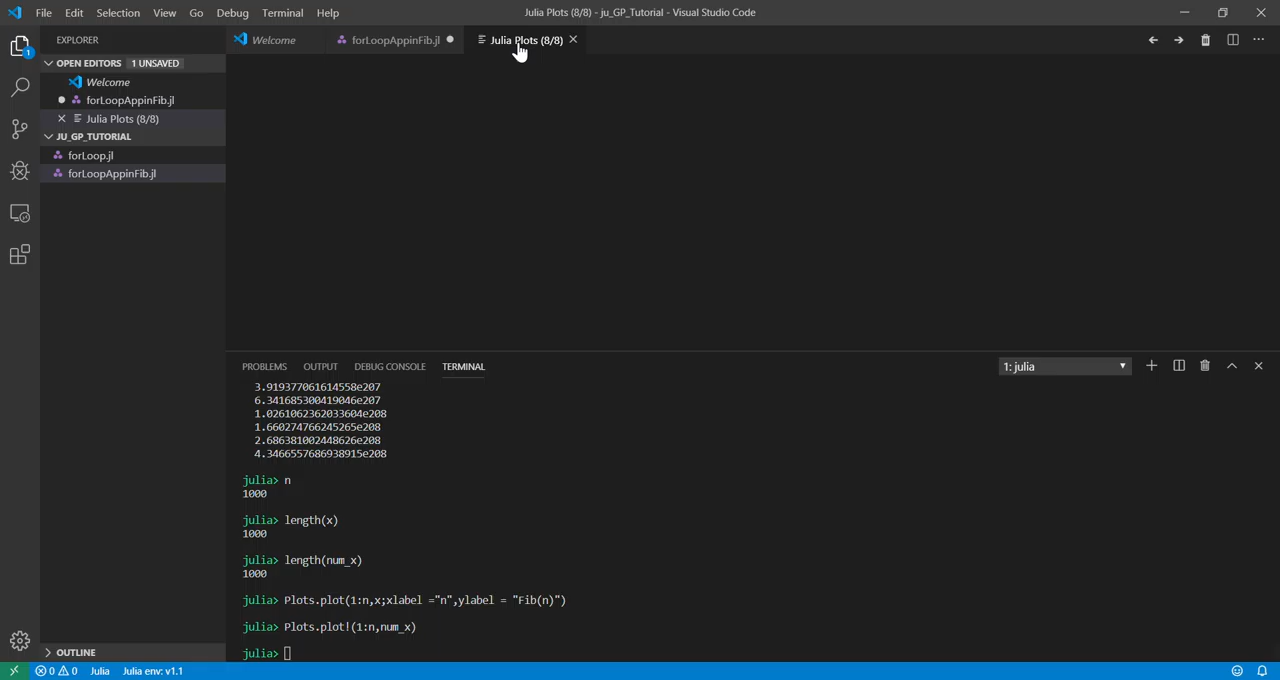 File Edit Selection View Go Debug Terminal Help
Julia Plots (8/8) - ju_GP_Tutorial - Visual Studio Code
EXPLORER
Welcome
forLoopAppinFib.jl
Julia Plots (8/8)
OPEN EDITORS 1 UNSAVED
Welcome
forLoopAppinFib.jl
Julia Plots (8/8)
JU_GP_TUTORIAL
forLoop.jl
forLoopAppinFib.jl
1
PROBLEMS OUTPUT DEBUG CONSOLE TERMINAL
1: julia
3.919377061614558e207
6.341685300419046e207
1.0261062362033604e208
1.660274766245265e208
2.686381002448626e208
4.3466557686938915e208
julia> n
1000
julia> length(x)
1000
julia> length(num_x)
1000
julia> Plots.plot(1:n,x;xlabel ="n",ylabel = "Fib(n)")
julia> Plots.plot!(1:n,num_x)
julia>
OUTLINE
0 0 Julia Julia env: v1.1